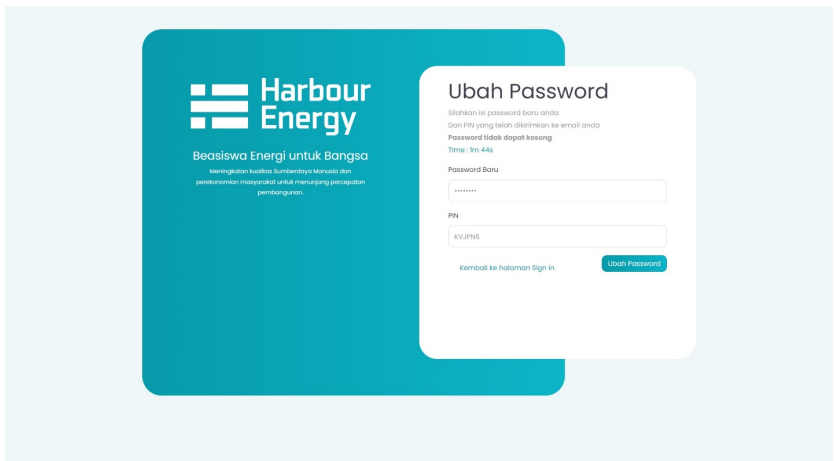 Harbour
Energy
Beasiswa Energi untuk Bangsa
Meningkatan kualitas Sumberdaya Manusia dan
perekonomian masyarakat untuk menunjang percepatan
pembangunan.
Ubah Password
Silahkan isi password baru anda
Dan PIN yang telah dikirimkan ke email anda
Password tidak dapat kosong
Time : 1m 44s
Password Baru
********
PIN
KVJPN6
Kembali ke halaman Sign in
Ubah Password